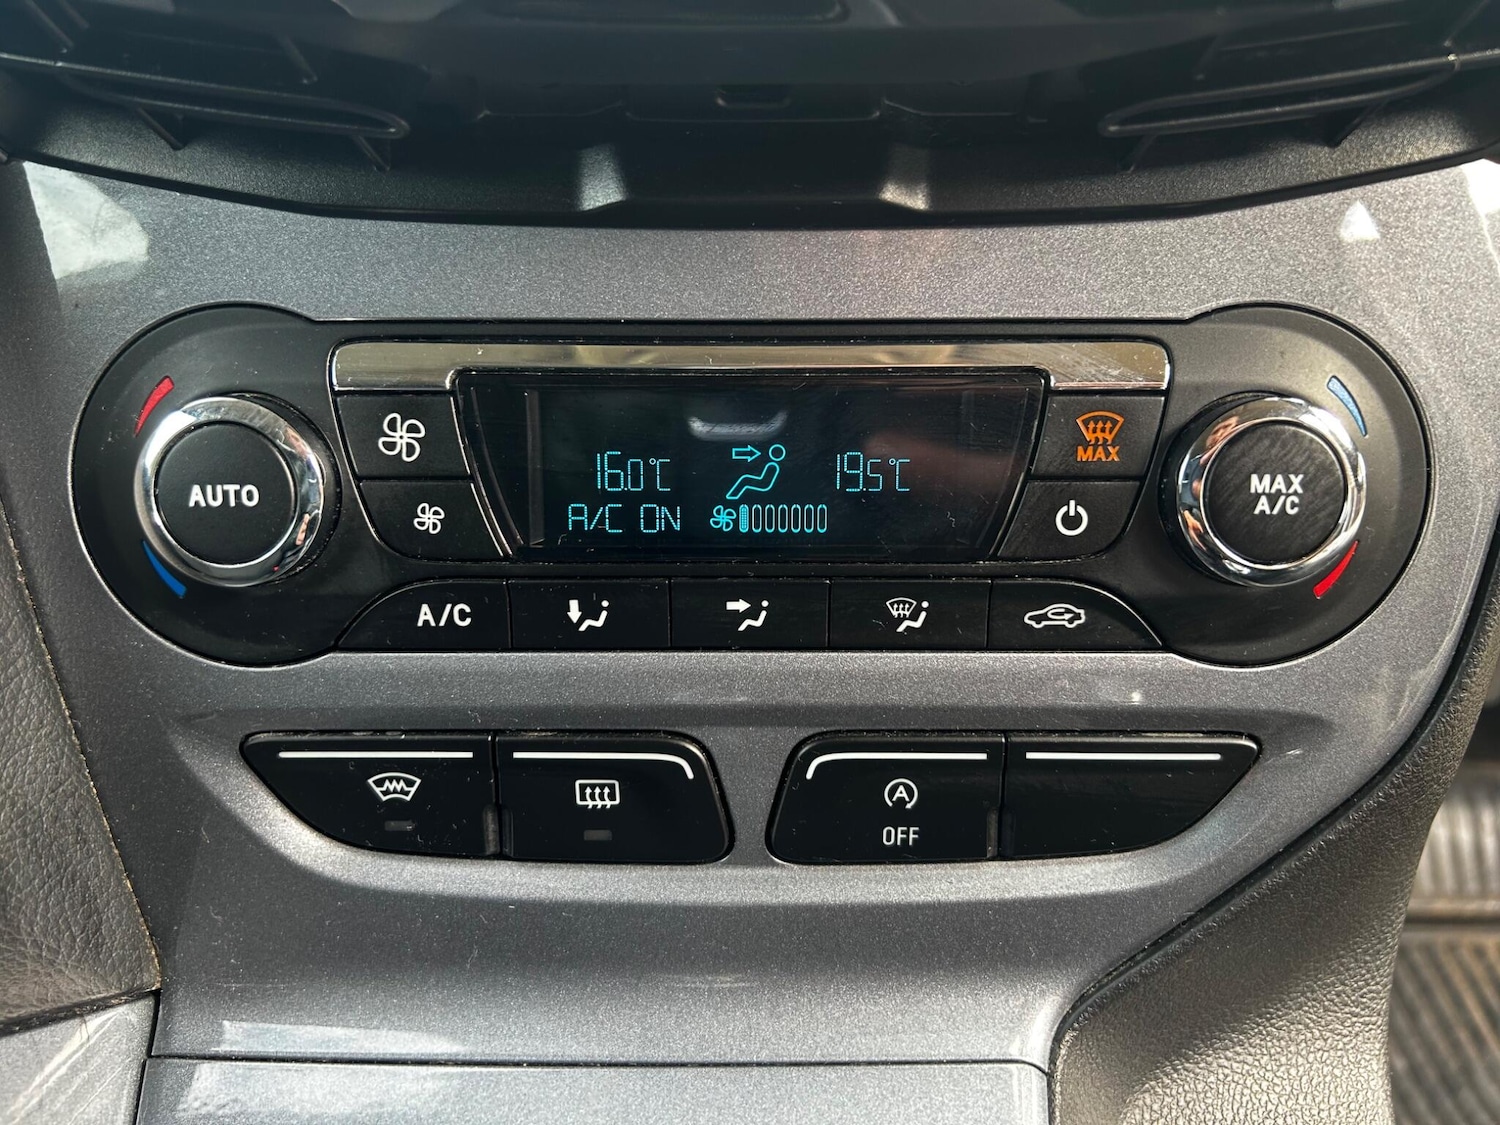 AUTO
16.0°C
19.5°C
A/C ON
MAX
MAX
A/C
A/C
A
OFF